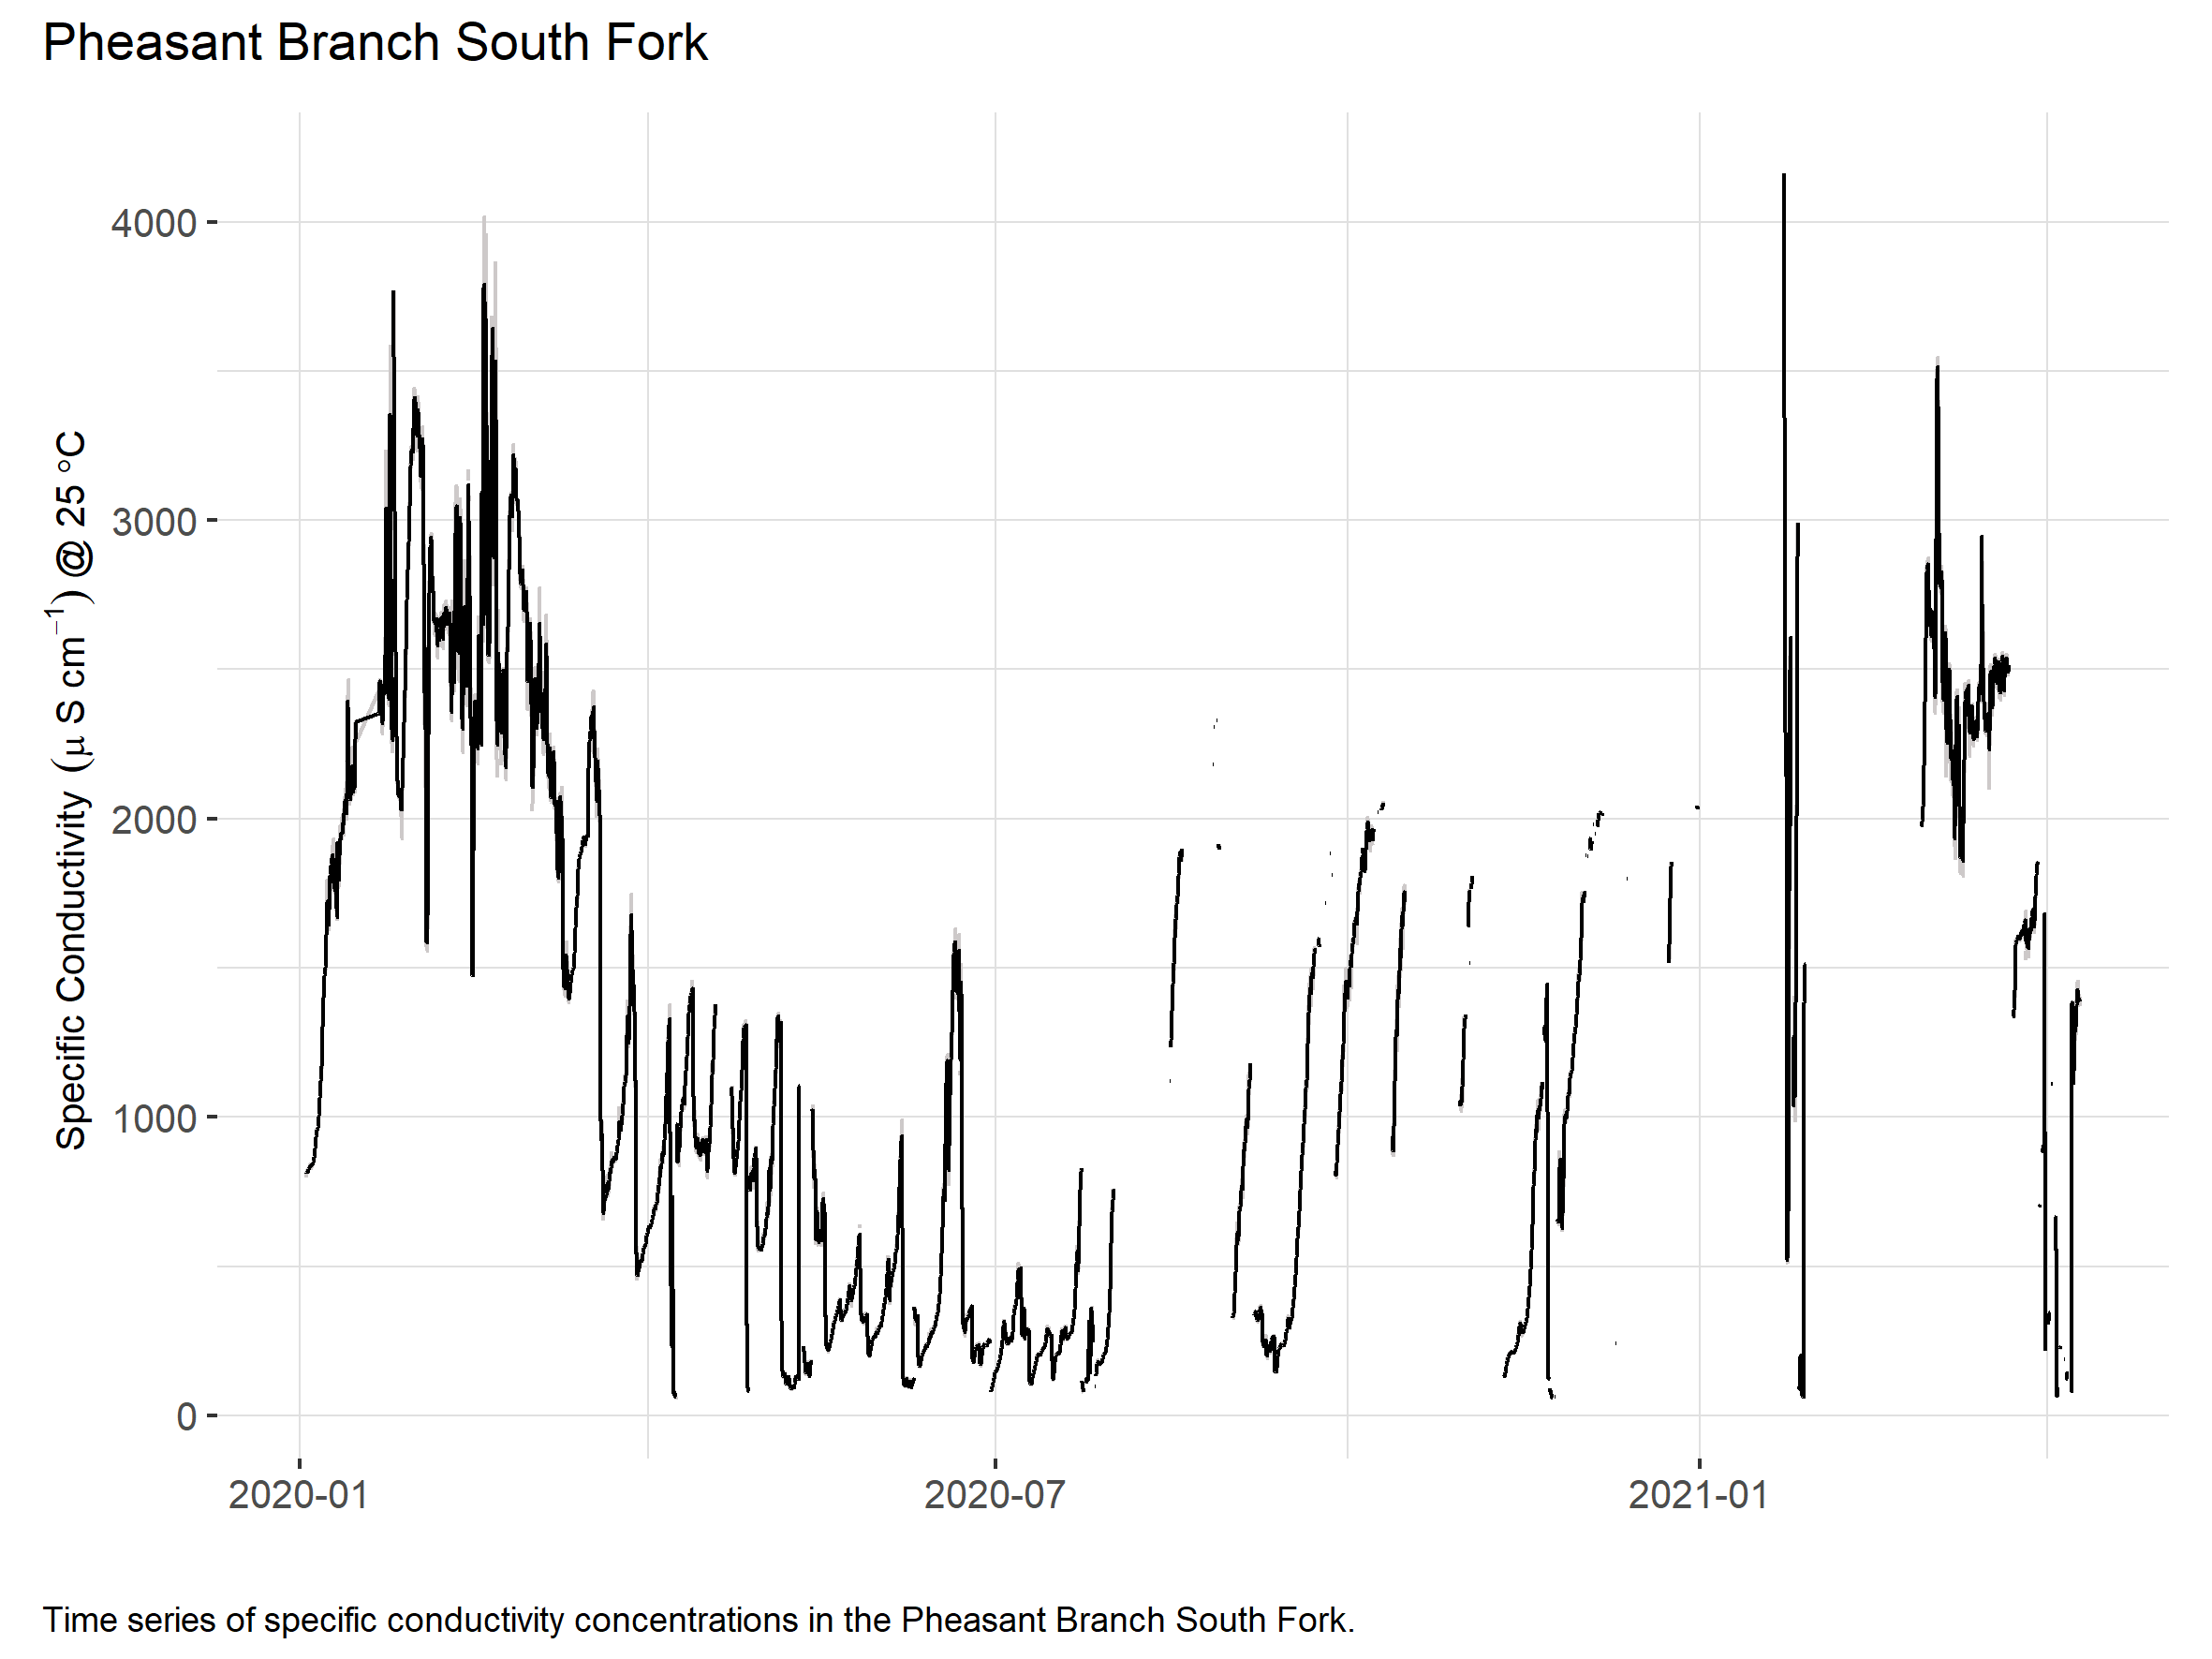 Pheasant Branch South Fork
Specific Conductivity (μ S cm⁻¹) @ 25 °C
4000
3000
2000
1000
0
2020-01
2020-07
2021-01
Time series of specific conductivity concentrations in the Pheasant Branch South Fork.